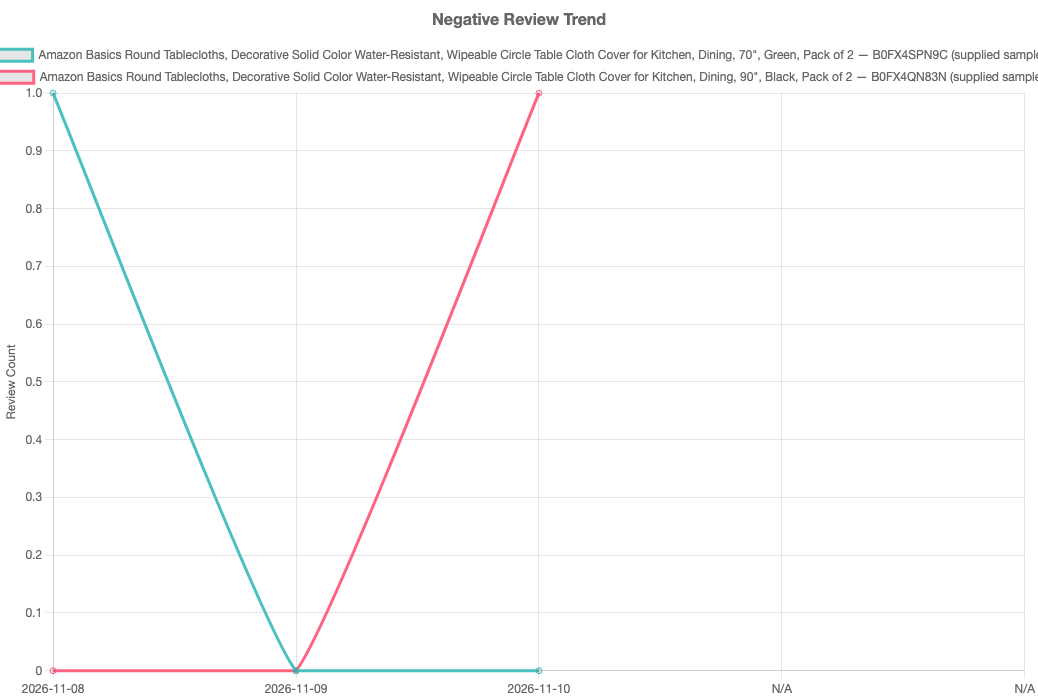 Negative Review Trend
Amazon Basics Round Tablecloths, Decorative Solid Color Water-Resistant, Wipeable Circle Table Cloth Cover for Kitchen, Dining, 70", Green, Pack of 2 — B0FX4SPN9C (supplied sample
Amazon Basics Round Tablecloths, Decorative Solid Color Water-Resistant, Wipeable Circle Table Cloth Cover for Kitchen, Dining, 90", Black, Pack of 2 — B0FX4QN83N (supplied sample
1.0
0.9
0.8
0.7
0.6
0.5
0.4
0.3
0.2
0.1
0
Review Count
2026-11-08 2026-11-09 2026-11-10 N/A N/A